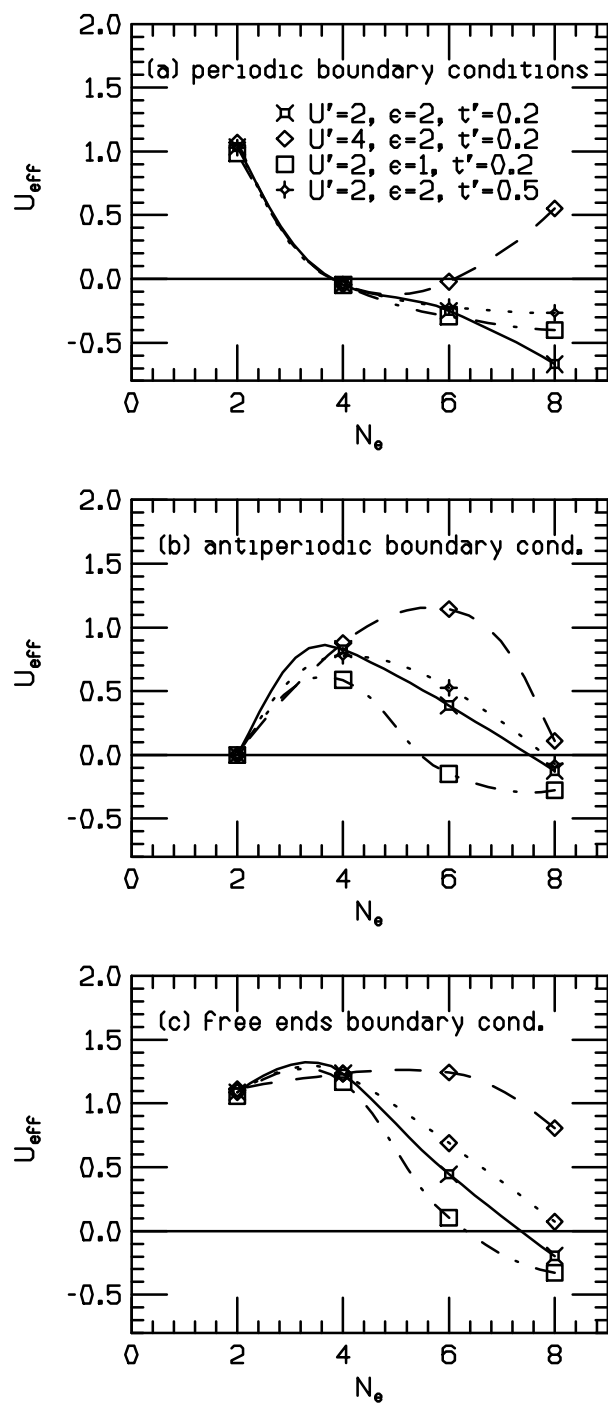 2.0
(a) periodic boundary conditions
1.5
U'=2, ε=2, t'=0.2
U'=4, ε=2, t'=0.2
1.0
U'=2, ε=1, t'=0.2
U'=2, ε=2, t'=0.5
U_eff
0.5
0.0
-0.5
0 2 4 6 8
N_e
2.0
(b) antiperiodic boundary cond.
1.5
1.0
U_eff
0.5
0.0
-0.5
0 2 4 6 8
N_e
2.0
(c) free ends boundary cond.
1.5
1.0
U_eff
0.5
0.0
-0.5
0 2 4 6 8
N_e